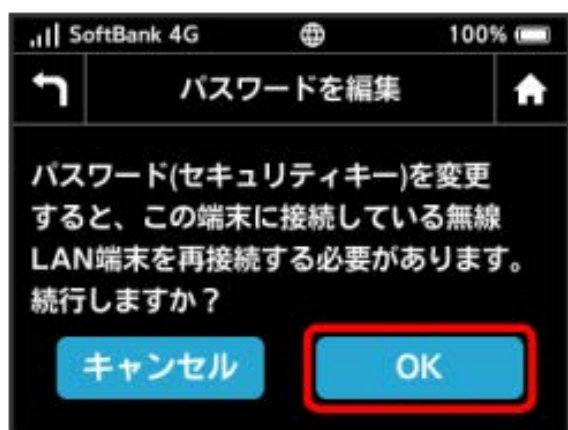 SoftBank 4G 100%
パスワードを編集
パスワード(セキュリティキー)を変更
すると、この端末に接続している無線
LAN端末を再接続する必要があります。
続行しますか？
キャンセル OK